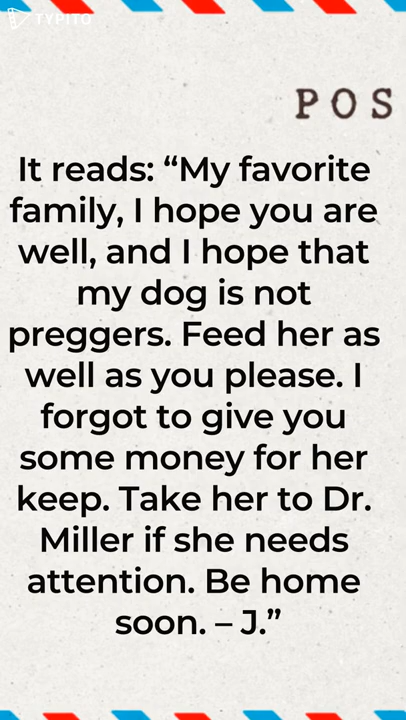 TYPITO
POS
It reads: “My favorite
family, I hope you are
well, and I hope that
my dog is not
preggers. Feed her as
well as you please. I
forgot to give you
some money for her
keep. Take her to Dr.
Miller if she needs
attention. Be home
soon. – J.”